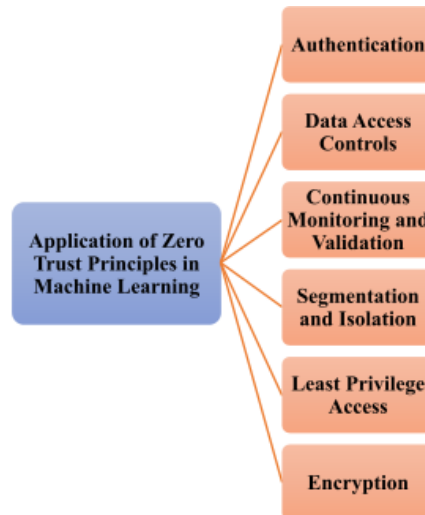 Authentication
Data Access
Controls
Continuous
Monitoring and
Validation
Application of Zero
Trust Principles in
Machine Learning
Segmentation
and Isolation
Least Privilege
Access
Encryption